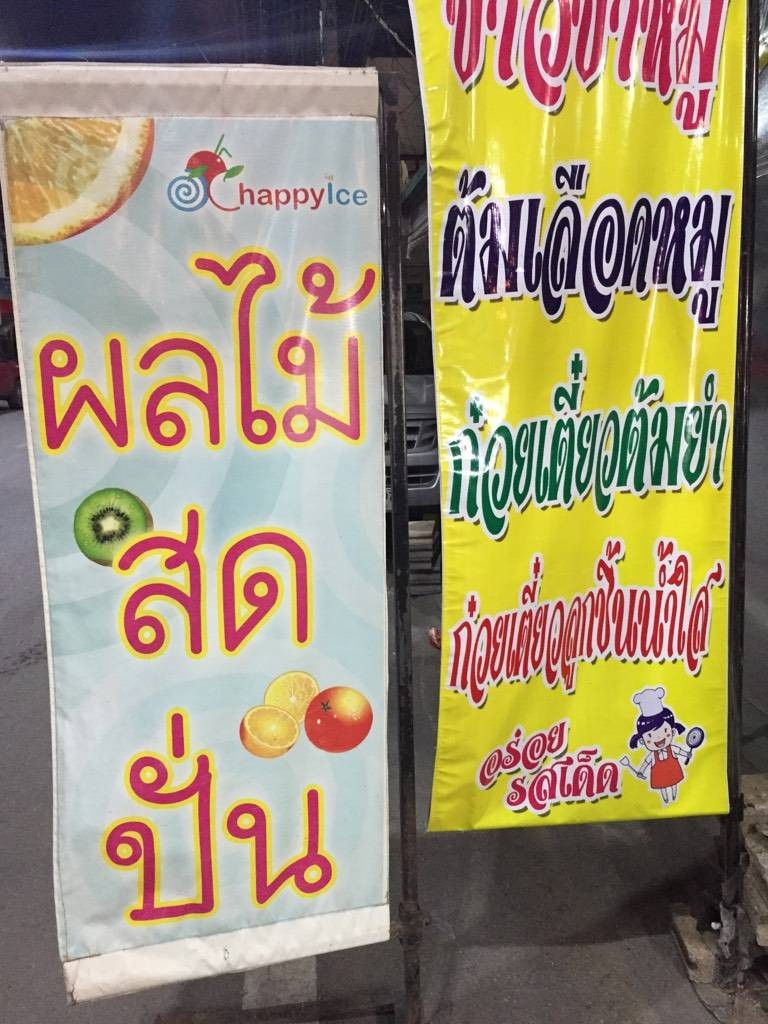 chappyIce
ผลไม้
สด
ปั่น
ข้าวขาหมู
ต้มเลือดหมู
ก๋วยเตี๋ยวต้มยำ
ก๋วยเตี๋ยวลูกชิ้นน้ำใส
อร่อย
รสเด็ด